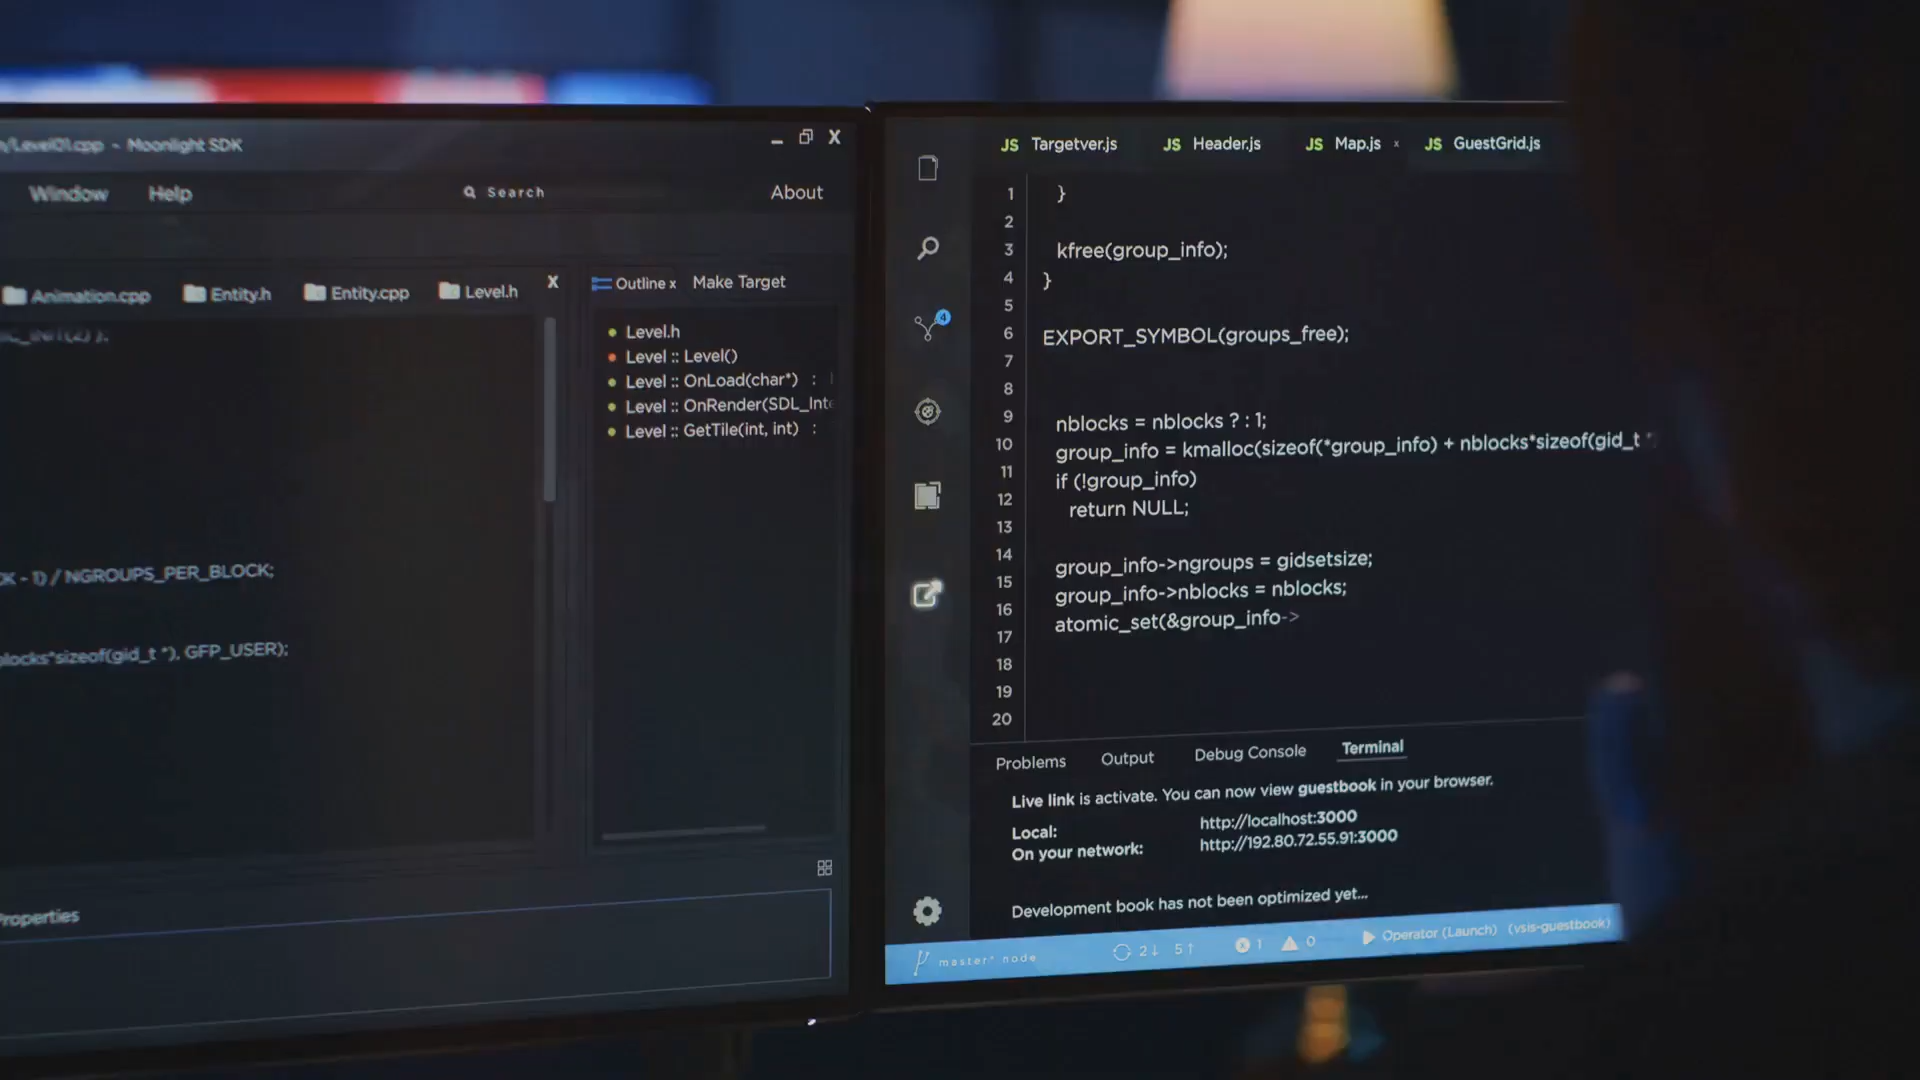 Level01.cpp - Moonlight SDK
Window Help Search About
Animation.cpp Entity.h Entity.cpp Level.h X
Outline x Make Target
Level.h
Level :: Level()
Level :: OnLoad(char*) :
Level :: OnRender(SDL_Inte
Level :: GetTile(int, int) :
- 1) / NGROUPS_PER_BLOCK;
locks*sizeof(gid_t *), GFP_USER);
Properties
JS Targetver.js JS Header.js JS Map.js x JS GuestGrid.js
4
1 }
2
3 kfree(group_info);
4 }
5
6 EXPORT_SYMBOL(groups_free);
7
8
9 nblocks = nblocks ? : 1;
10 group_info = kmalloc(sizeof(*group_info) + nblocks*sizeof(gid_t *
11 if (!group_info)
12 return NULL;
13
14 group_info->ngroups = gidsetsize;
15 group_info->nblocks = nblocks;
16 atomic_set(&group_info->
17
18
19
20
Problems Output Debug Console Terminal
Live link is activate. You can now view guestbook in your browser.
Local: http://localhost:3000
On your network: http://192.80.72.55.91:3000
Development book has not been optimized yet...
master* node 2↓ 5↑ 1 0 Operator (Launch) (vsis-guestbook)